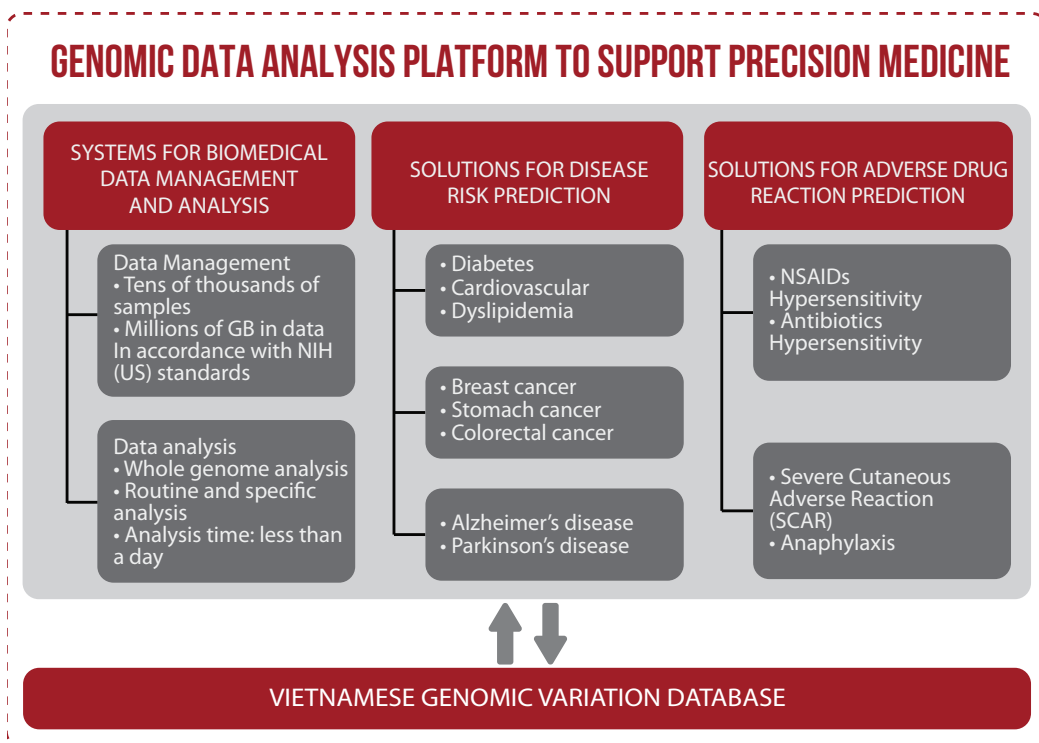 GENOMIC DATA ANALYSIS PLATFORM TO SUPPORT PRECISION MEDICINE
SYSTEMS FOR BIOMEDICAL
DATA MANAGEMENT
AND ANALYSIS
Data Management
• Tens of thousands of
samples
• Millions of GB in data
In accordance with NIH
(US) standards
Data analysis
• Whole genome analysis
• Routine and specific
analysis
• Analysis time: less than
a day
SOLUTIONS FOR DISEASE
RISK PREDICTION
• Diabetes
• Cardiovascular
• Dyslipidemia
• Breast cancer
• Stomach cancer
• Colorectal cancer
• Alzheimer’s disease
• Parkinson’s disease
SOLUTIONS FOR ADVERSE DRUG
REACTION PREDICTION
• NSAIDs
Hypersensitivity
• Antibiotics
Hypersensitivity
• Severe Cutaneous
Adverse Reaction
(SCAR)
• Anaphylaxis
VIETNAMESE GENOMIC VARIATION DATABASE